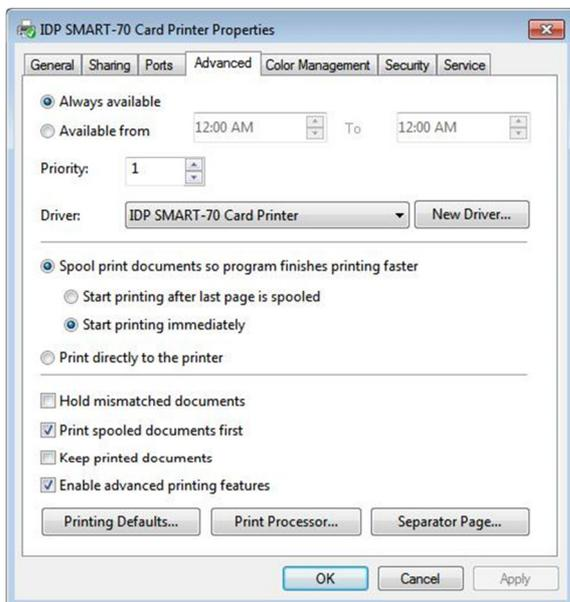 IDP SMART-70 Card Printer Properties
General Sharing Ports Advanced Color Management Security Service
Always available
Available from 12:00 AM To 12:00 AM
Priority: 1
Driver: IDP SMART-70 Card Printer New Driver...
Spool print documents so program finishes printing faster
Start printing after last page is spooled
Start printing immediately
Print directly to the printer
Hold mismatched documents
Print spooled documents first
Keep printed documents
Enable advanced printing features
Printing Defaults... Print Processor... Separator Page...
OK Cancel Apply